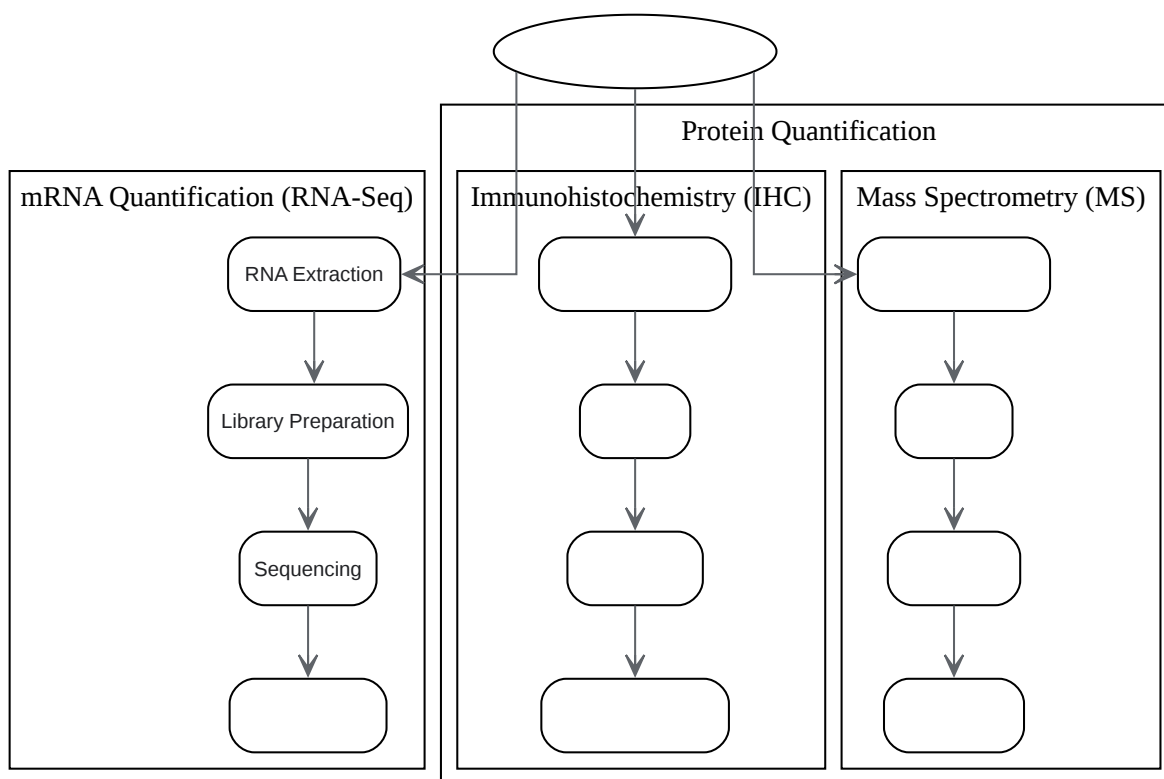 Protein Quantification
mRNA Quantification (RNA-Seq)
Immunohistochemistry (IHC)
Mass Spectrometry (MS)
RNA Extraction
Library Preparation
Sequencing